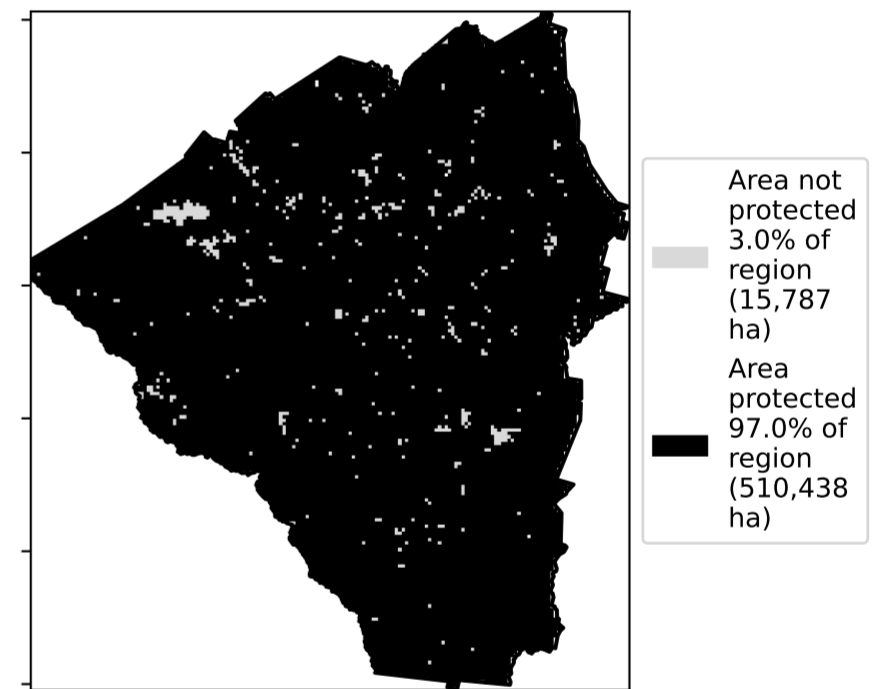 Area not
protected
3.0% of
region
(15,787
ha)
Area
protected
97.0% of
region
(510,438
ha)